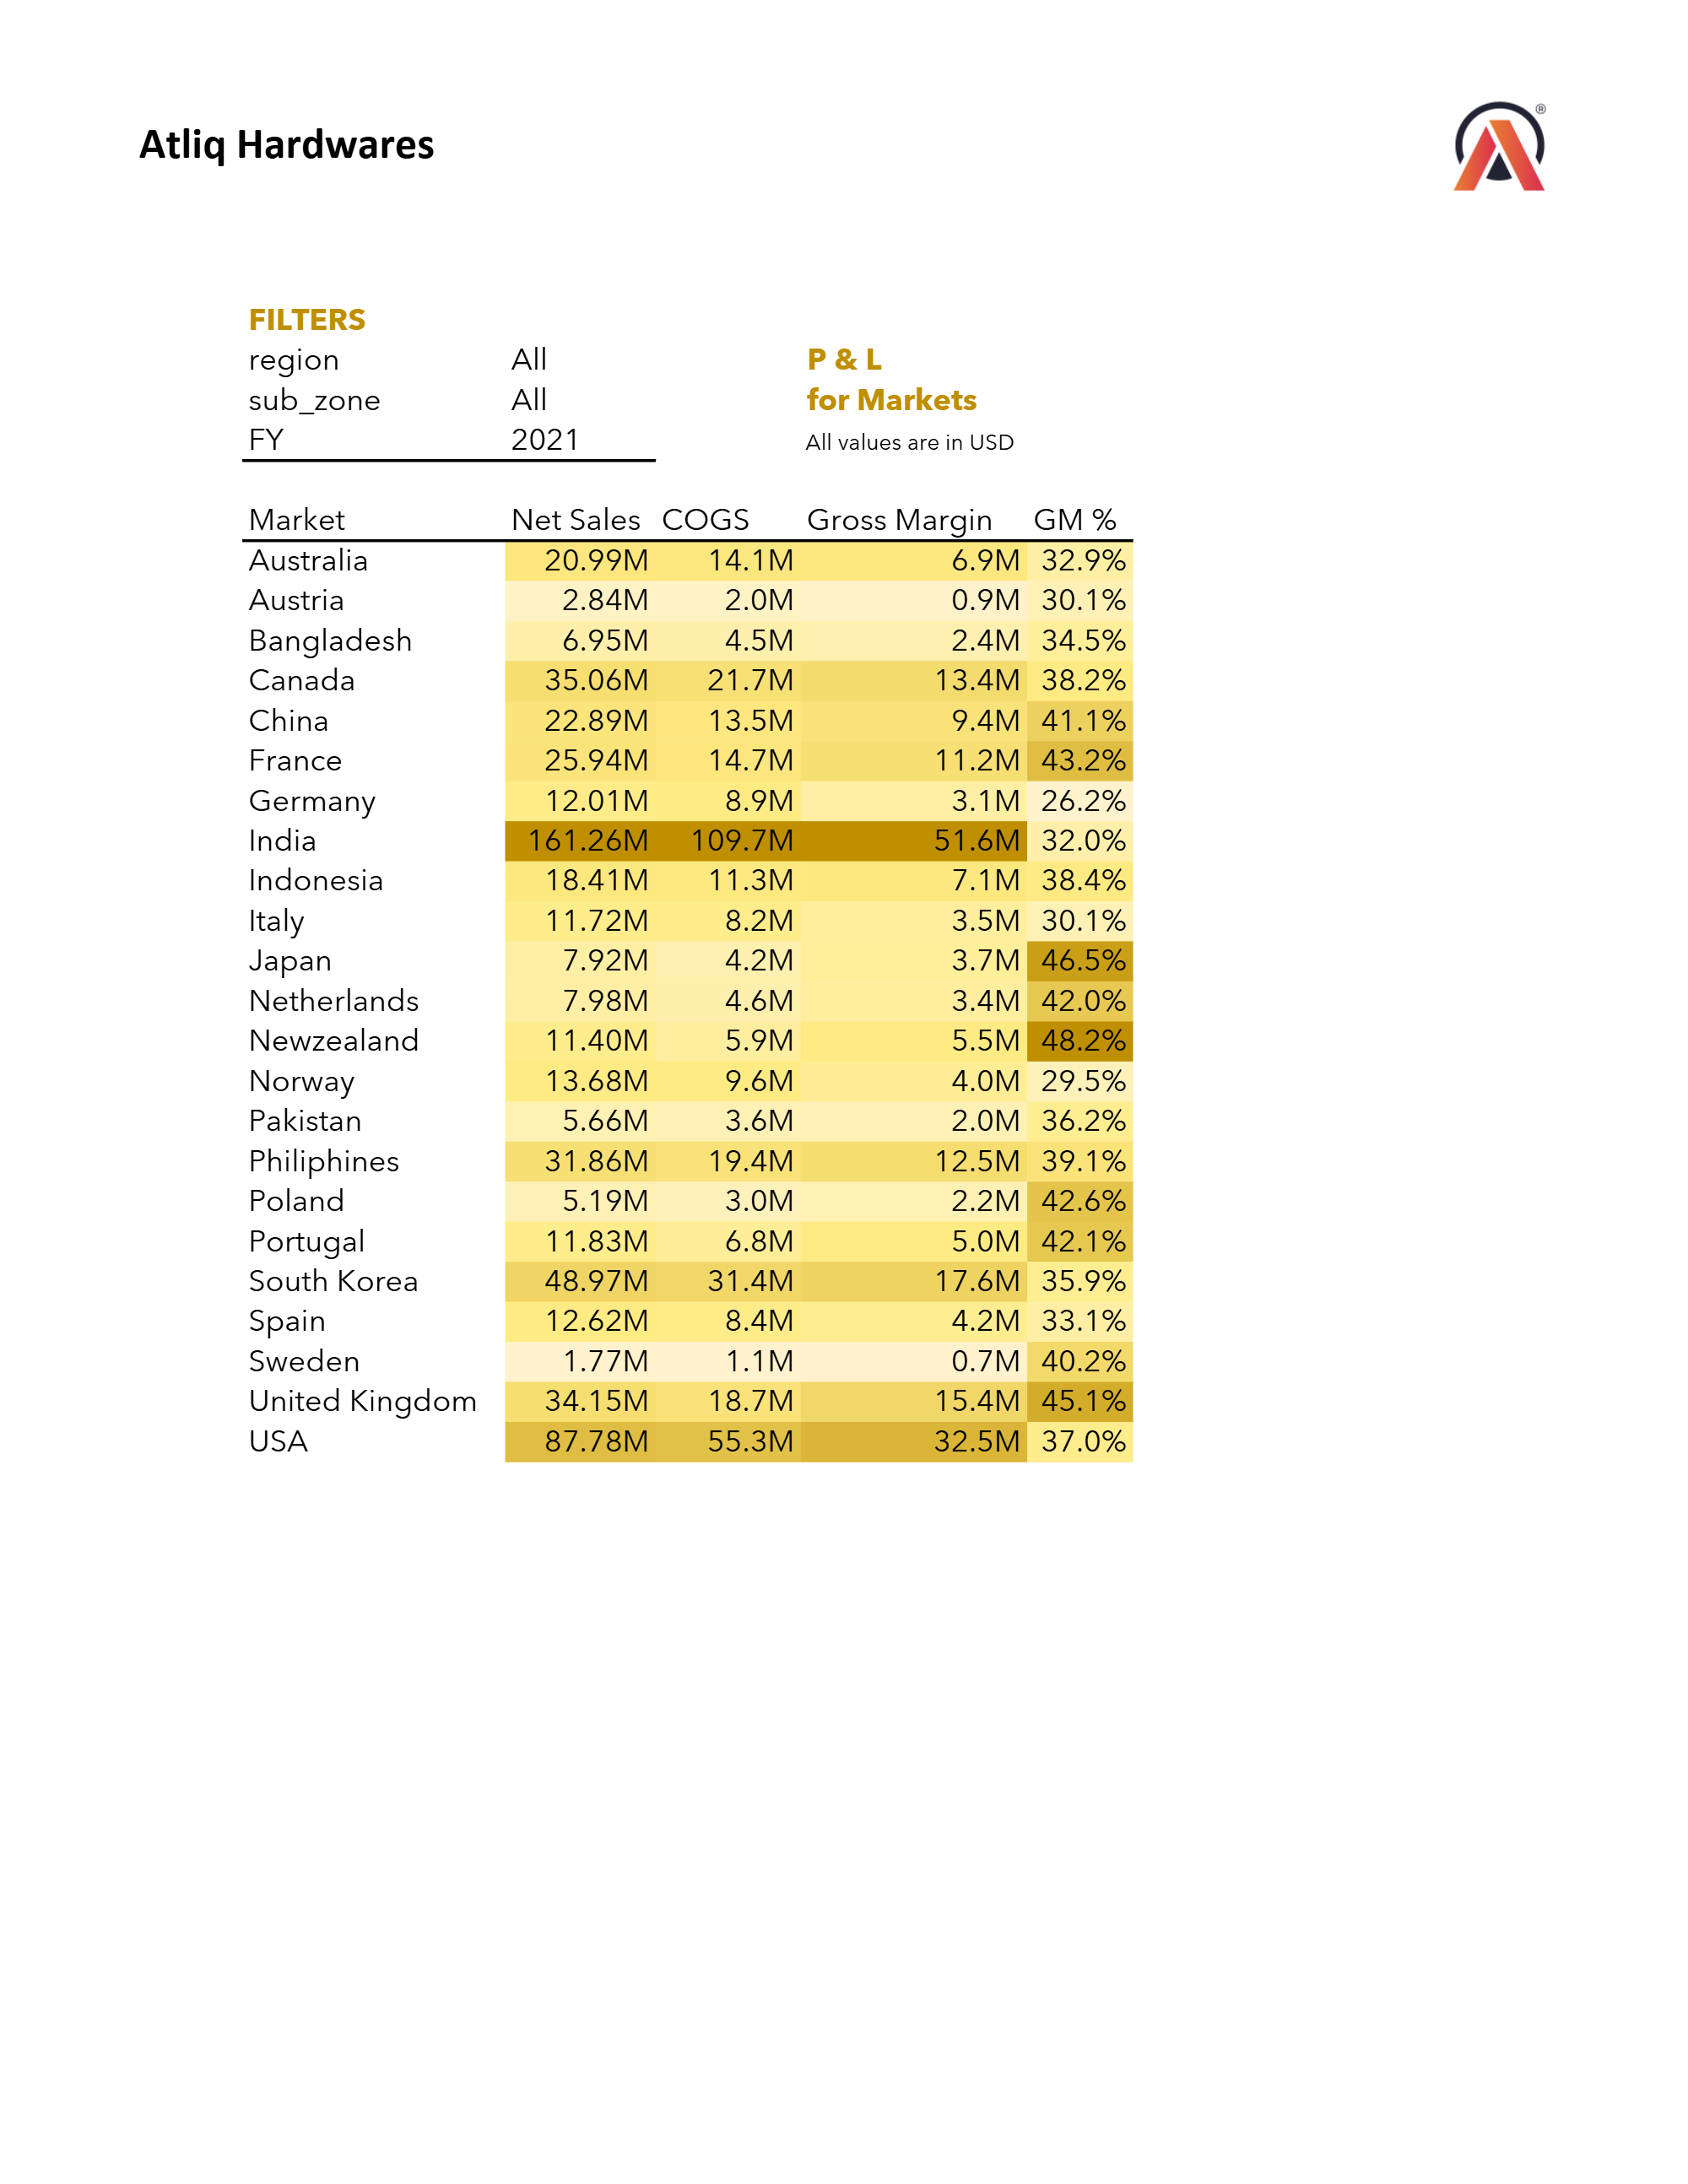 Atliq Hardwares
®
FILTERS
region All P & L
sub_zone All for Markets
FY 2021 All values are in USD
Market Net Sales COGS Gross Margin GM %
Australia 20.99M 14.1M 6.9M 32.9%
Austria 2.84M 2.0M 0.9M 30.1%
Bangladesh 6.95M 4.5M 2.4M 34.5%
Canada 35.06M 21.7M 13.4M 38.2%
China 22.89M 13.5M 9.4M 41.1%
France 25.94M 14.7M 11.2M 43.2%
Germany 12.01M 8.9M 3.1M 26.2%
India 161.26M 109.7M 51.6M 32.0%
Indonesia 18.41M 11.3M 7.1M 38.4%
Italy 11.72M 8.2M 3.5M 30.1%
Japan 7.92M 4.2M 3.7M 46.5%
Netherlands 7.98M 4.6M 3.4M 42.0%
Newzealand 11.40M 5.9M 5.5M 48.2%
Norway 13.68M 9.6M 4.0M 29.5%
Pakistan 5.66M 3.6M 2.0M 36.2%
Philiphines 31.86M 19.4M 12.5M 39.1%
Poland 5.19M 3.0M 2.2M 42.6%
Portugal 11.83M 6.8M 5.0M 42.1%
South Korea 48.97M 31.4M 17.6M 35.9%
Spain 12.62M 8.4M 4.2M 33.1%
Sweden 1.77M 1.1M 0.7M 40.2%
United Kingdom 34.15M 18.7M 15.4M 45.1%
USA 87.78M 55.3M 32.5M 37.0%